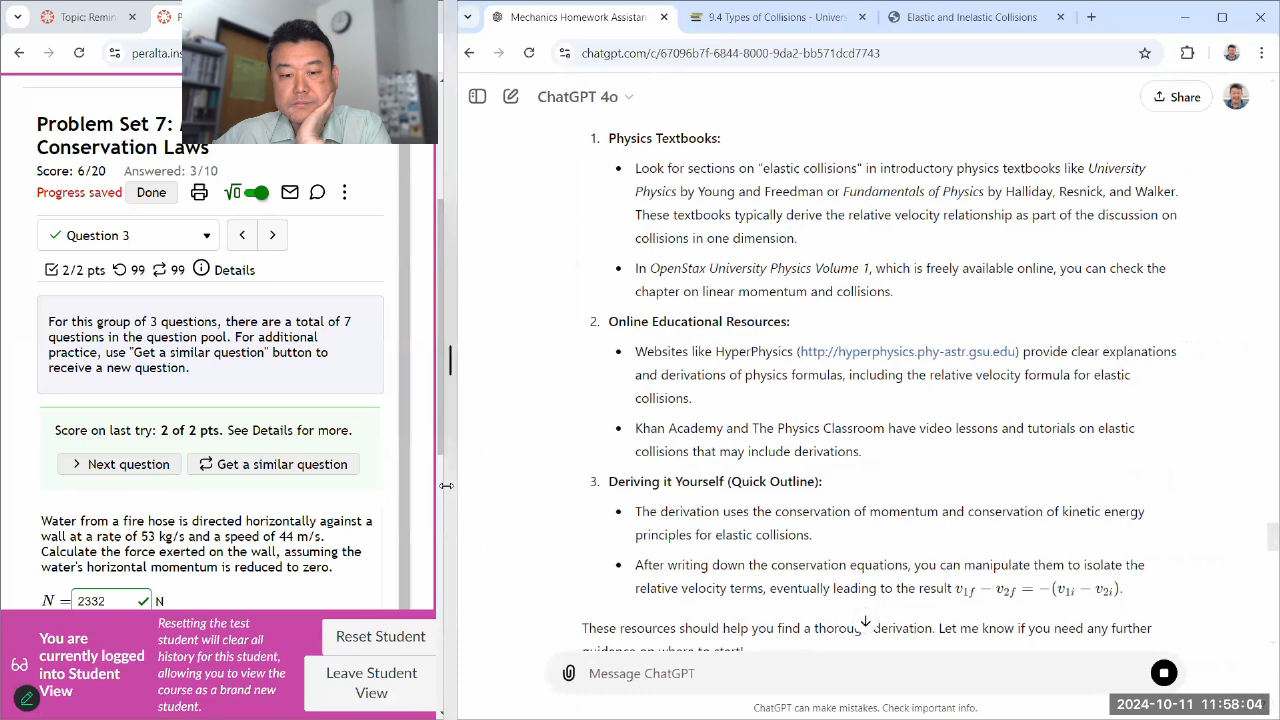 Topic: Remin
P
Mechanics Homework Assistan
9.4 Types of Collisions - Univers
Elastic and Inelastic Collisions
peralta.ins
chatgpt.com/c/67096b7f-6844-8000-9da2-bb571dcd7743
ChatGPT 4o
Share
Problem Set 7:
Conservation Laws
Score: 6/20 Answered: 3/10
Progress saved Done √0
Question 3
2/2 pts 99 99 Details
For this group of 3 questions, there are a total of 7
questions in the question pool. For additional
practice, use "Get a similar question" button to
receive a new question.
Score on last try: 2 of 2 pts. See Details for more.
Next question Get a similar question
Water from a fire hose is directed horizontally against a
wall at a rate of 53 kg/s and a speed of 44 m/s.
Calculate the force exerted on the wall, assuming the
water's horizontal momentum is reduced to zero.
N = 2332 N
You are
currently logged
into Student
View
Resetting the test
student will clear all
history for this student,
allowing you to view the
course as a brand new
student.
Reset Student
Leave Student
View
1. Physics Textbooks:
• Look for sections on "elastic collisions" in introductory physics textbooks like University
Physics by Young and Freedman or Fundamentals of Physics by Halliday, Resnick, and Walker.
These textbooks typically derive the relative velocity relationship as part of the discussion on
collisions in one dimension.
• In OpenStax University Physics Volume 1, which is freely available online, you can check the
chapter on linear momentum and collisions.
2. Online Educational Resources:
• Websites like HyperPhysics (http://hyperphysics.phy-astr.gsu.edu) provide clear explanations
and derivations of physics formulas, including the relative velocity formula for elastic
collisions.
• Khan Academy and The Physics Classroom have video lessons and tutorials on elastic
collisions that may include derivations.
3. Deriving it Yourself (Quick Outline):
• The derivation uses the conservation of momentum and conservation of kinetic energy
principles for elastic collisions.
• After writing down the conservation equations, you can manipulate them to isolate the
relative velocity terms, eventually leading to the result v1f − v2f = −(v1i − v2i).
These resources should help you find a thorough derivation. Let me know if you need any further
guidance on where to start!
Message ChatGPT
ChatGPT can make mistakes. Check important info.
2024-10-11 11:58:04